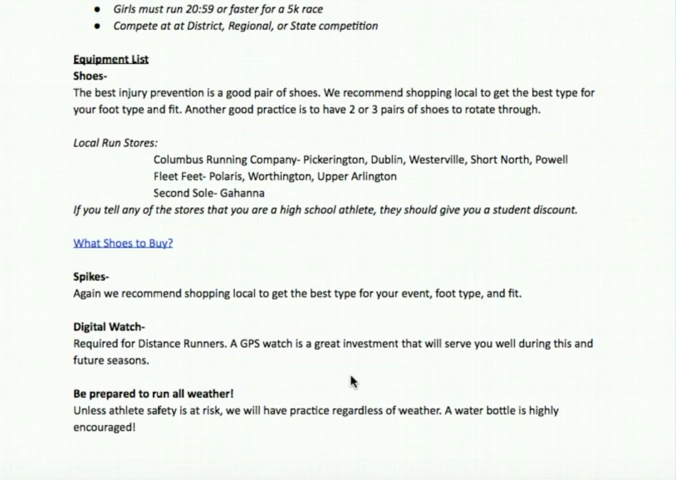 Girls must run 20:59 or faster for a 5k race
Compete at at District, Regional, or State competition
Equipment List
Shoes-
The best injury prevention is a good pair of shoes. We recommend shopping local to get the best type for
your foot type and fit. Another good practice is to have 2 or 3 pairs of shoes to rotate through.
Local Run Stores:
Columbus Running Company- Pickerington, Dublin, Westerville, Short North, Powell
Fleet Feet- Polaris, Worthington, Upper Arlington
Second Sole- Gahanna
If you tell any of the stores that you are a high school athlete, they should give you a student discount.
What Shoes to Buy?
Spikes-
Again we recommend shopping local to get the best type for your event, foot type, and fit.
Digital Watch-
Required for Distance Runners. A GPS watch is a great investment that will serve you well during this and
future seasons.
Be prepared to run all weather!
Unless athlete safety is at risk, we will have practice regardless of weather. A water bottle is highly
encouraged!